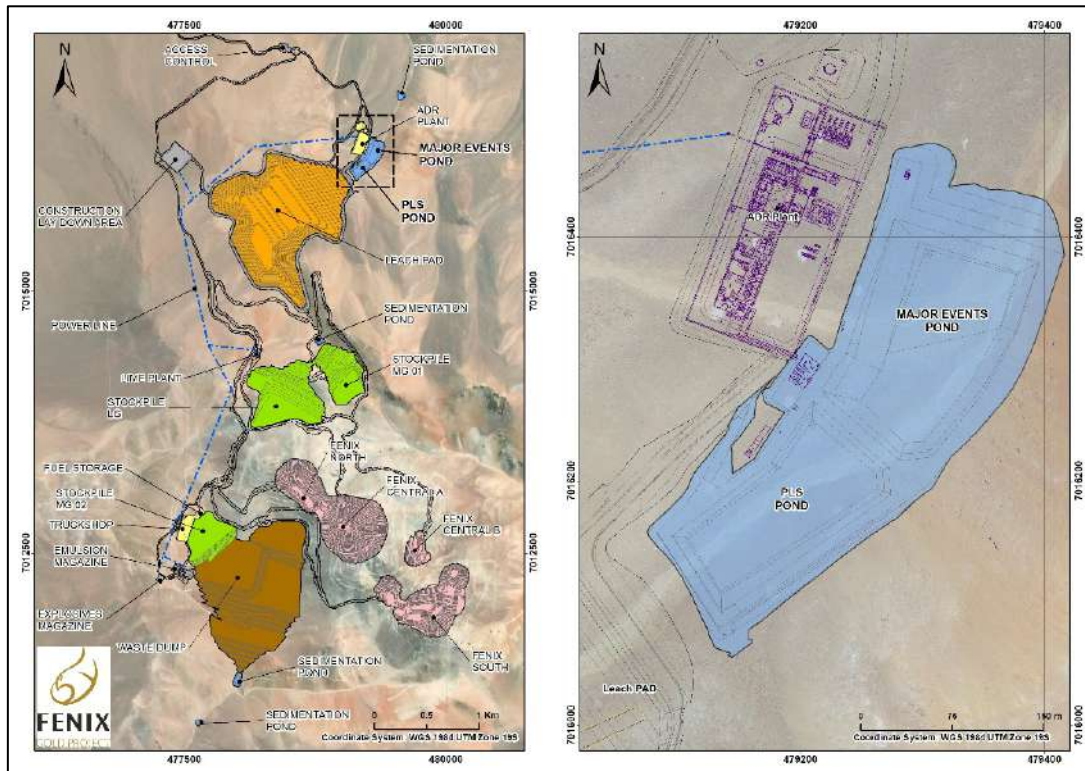 477500
480000
N
ACCESS
CONTROL
SEDIMENTATION
POND
ADR
PLANT
MAJOR EVENTS
POND
PLS
POND
CONSTRUCTION
LAY DOWN AREA
LEACH PAD
7015000
7015000
SEDIMENTATION
POND
POWER LINE
LIME PLANT
STOCKPILE
MG 01
STOCKPILE
LG
FENIX
NORTH
FUEL STORAGE
FENIX
CENTRAL A
STOCKPILE
MG 02
TRUCKSHOP
FENIX
CENTRAL B
EMULSION
MAGAZINE
7012500
7012500
EXPLOSIVES
MAGAZINE
WASTE DUMP
FENIX
SOUTH
SEDIMENTATION
POND
SEDIMENTATION
POND
FENIX
GOLD PROJECT
0 0.5 1 Km
Coordinate System WGS 1984 UTM Zone 19S
477500
480000
479200
479400
N
ADR Plant
7016400
7016400
MAJOR EVENTS
POND
7016200
7016200
PLS
POND
Leach PAD
7016000
7016000
Coordinate System WGS 1984 UTM Zone 19S
479200
479400